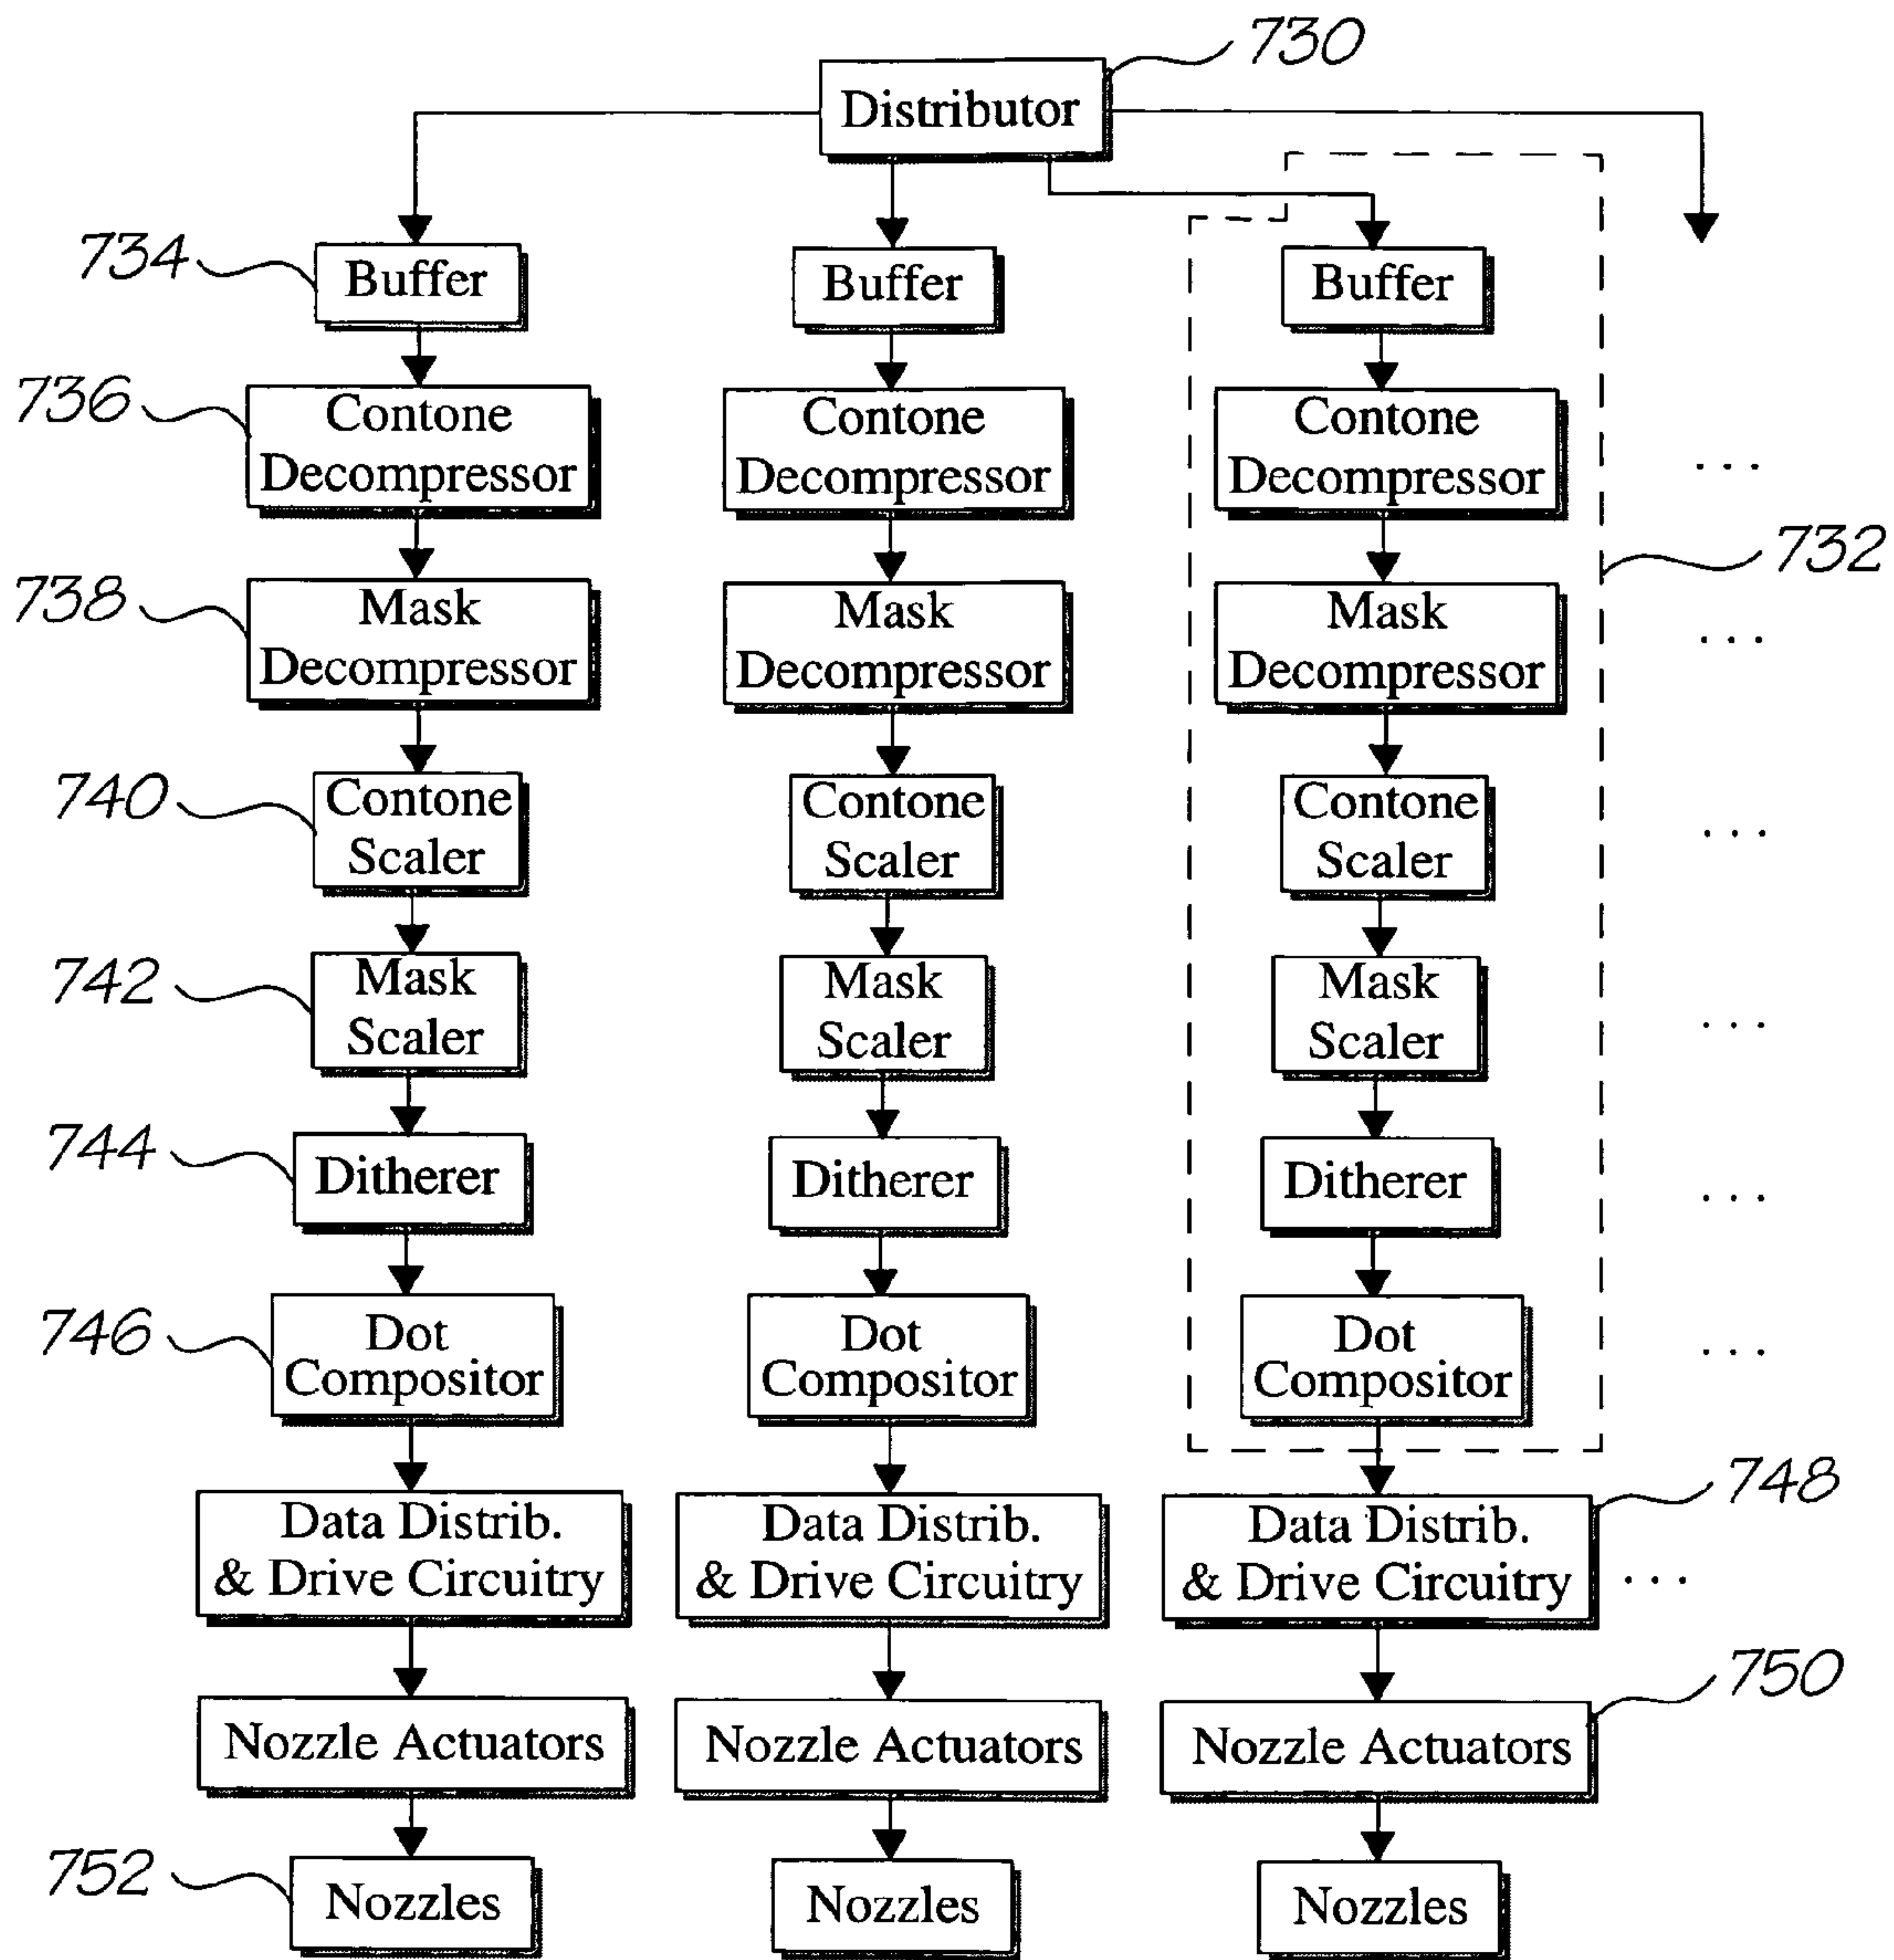 730
Distributor
734
Buffer
Buffer
Buffer
736
Contone
Decompressor
Contone
Decompressor
Contone
Decompressor
...
732
738
Mask
Decompressor
Mask
Decompressor
Mask
Decompressor
...
740
Contone
Scaler
Contone
Scaler
Contone
Scaler
...
742
Mask
Scaler
Mask
Scaler
Mask
Scaler
...
744
Ditherer
Ditherer
Ditherer
...
746
Dot
Compositor
Dot
Compositor
Dot
Compositor
...
748
Data Distrib.
& Drive Circuitry
Data Distrib.
& Drive Circuitry
Data Distrib.
& Drive Circuitry
...
750
Nozzle Actuators
Nozzle Actuators
Nozzle Actuators
752
Nozzles
Nozzles
Nozzles